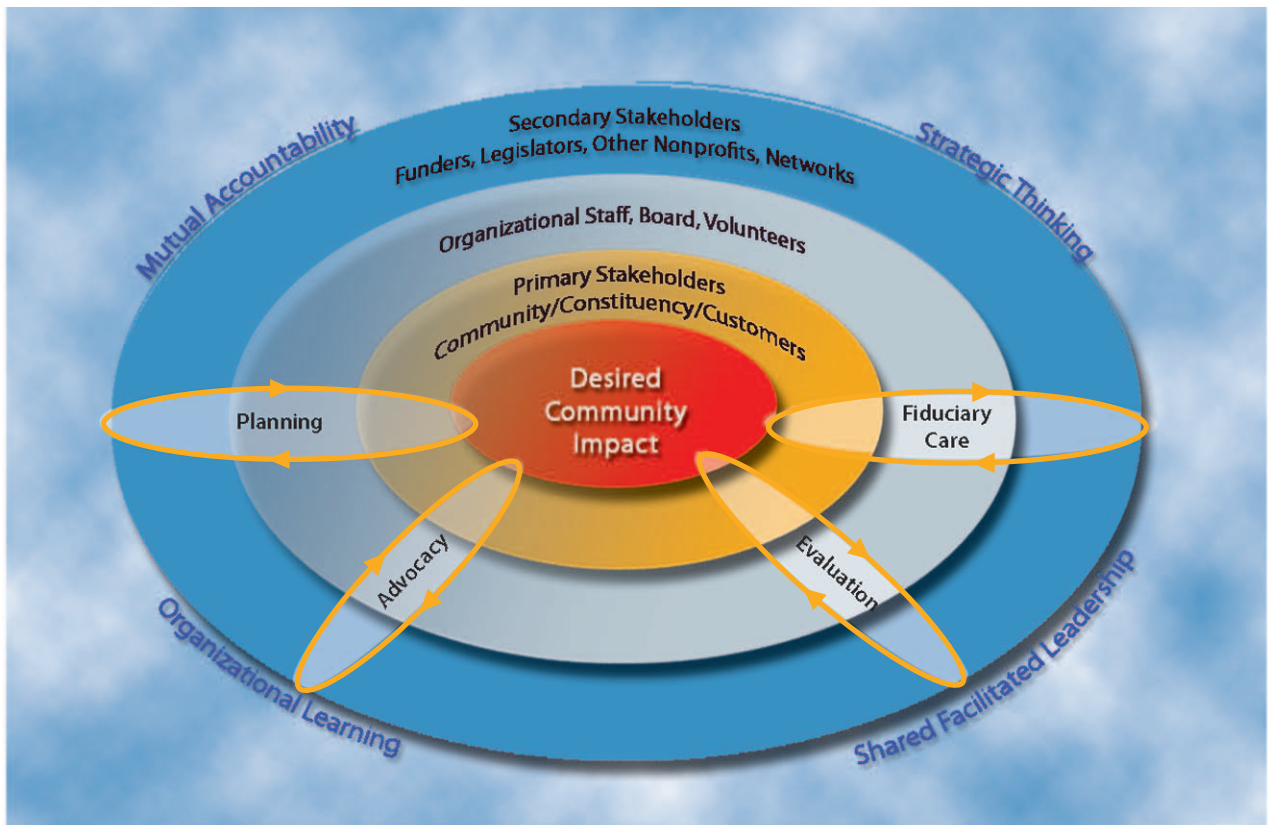 Mutual Accountability
Strategic Thinking
Secondary Stakeholders
Funders, Legislators, Other Nonprofits, Networks
Organizational Staff, Board, Volunteers
Primary Stakeholders
Community/Constituency/Customers
Desired
Community
Impact
Planning
Fiduciary
Care
Advocacy
Evaluation
Organizational Learning
Shared Facilitated Leadership